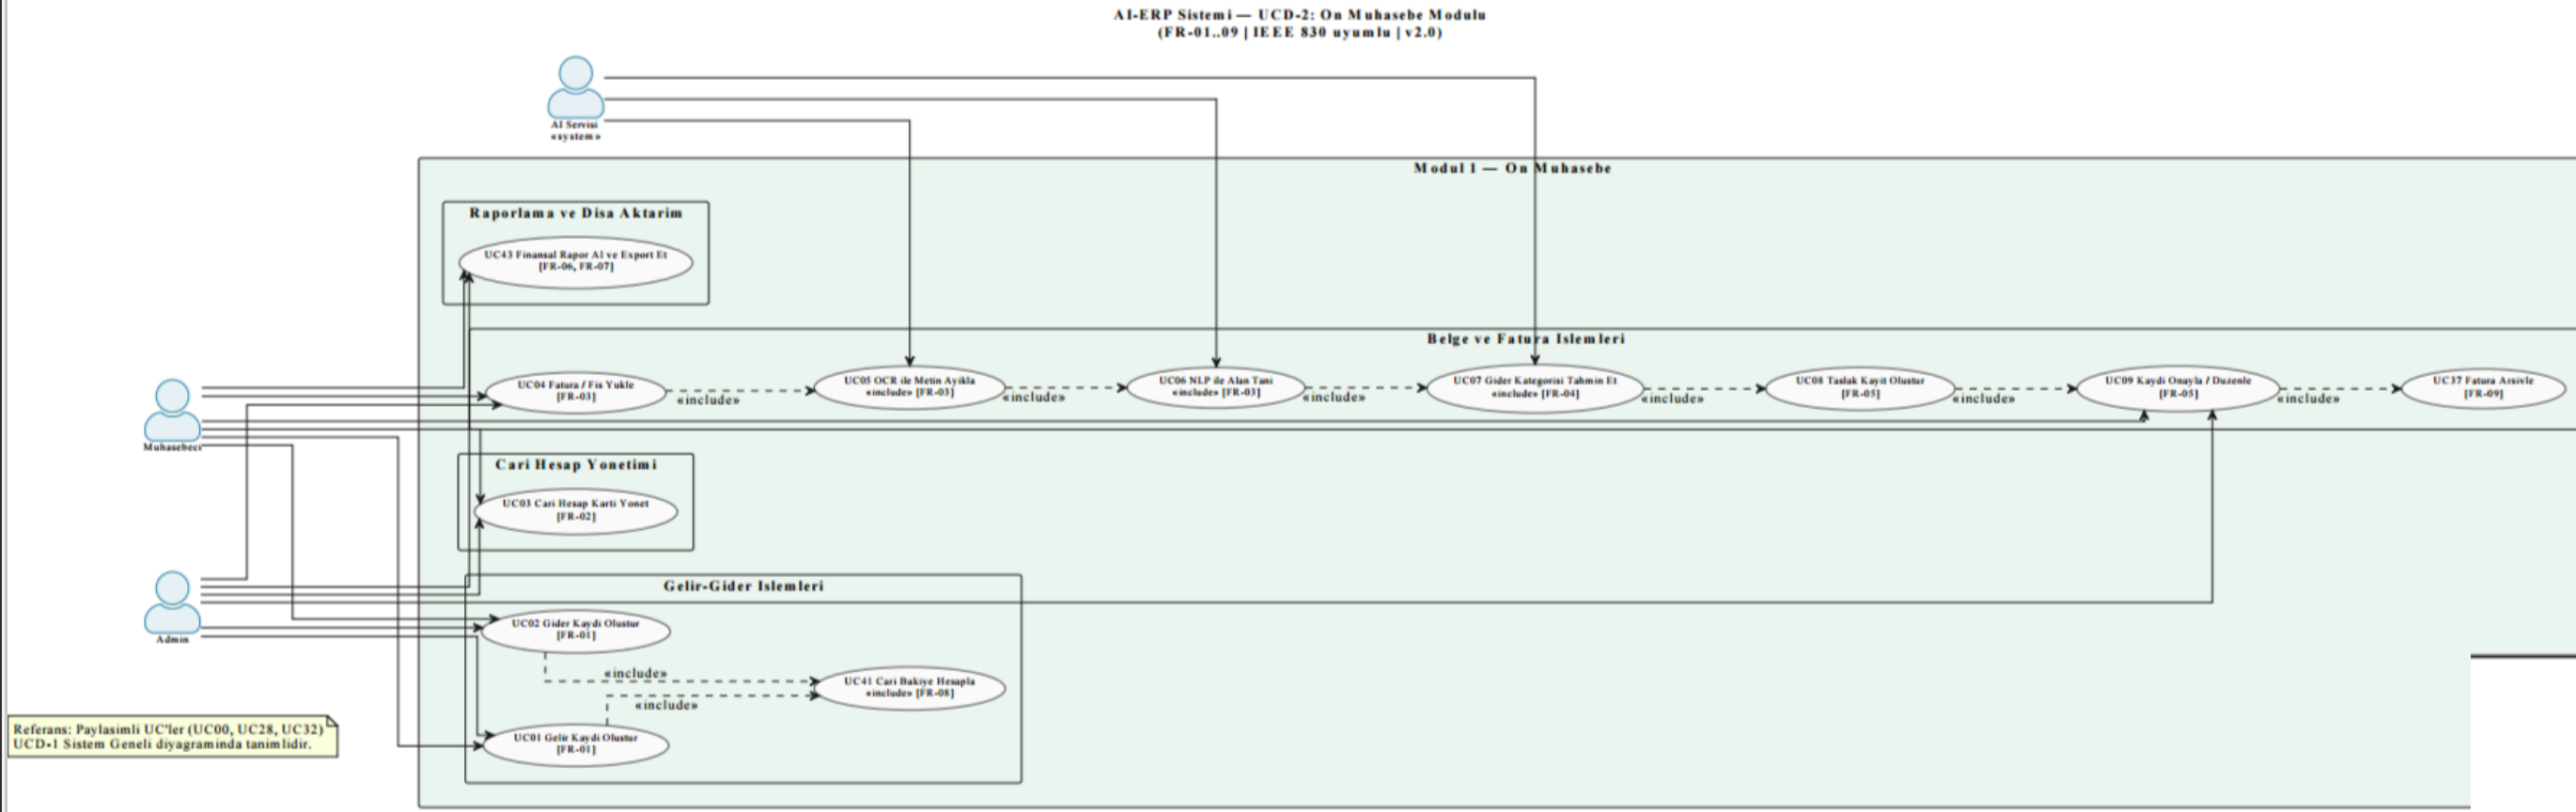 AI-ERP Sistemi — UCD-2: On Muhasebe Modulu
(FR-01..09 | IEEE 830 uyumlu | v2.0)
AI Servisi
«system»
Modul 1 — On Muhasebe
Raporlama ve Disa Aktarim
UC43 Finansal Rapor Al ve Export Et
[FR-06, FR-07]
Belge ve Fatura Islemleri
UC04 Fatura / Fis Yukle
[FR-03]
«include»
UC05 OCR ile Metin Ayikla
«include» [FR-03]
«include»
UC06 NLP ile Alan Tani
«include» [FR-03]
«include»
UC07 Gider Kategorisi Tahmin Et
«include» [FR-04]
«include»
UC08 Taslak Kayit Olustur
[FR-05]
«include»
UC09 Kaydi Onayla / Duzenle
[FR-05]
«include»
UC37 Fatura Arsivle
[FR-09]
Muhasebeci
Cari Hesap Yonetimi
UC03 Cari Hesap Karti Yonet
[FR-02]
Admin
Gelir-Gider Islemleri
UC02 Gider Kaydi Olustur
[FR-01]
«include»
UC41 Cari Bakiye Hesapla
«include» [FR-08]
«include»
UC01 Gelir Kaydi Olustur
[FR-01]
Referans: Paylasimli UC'ler (UC00, UC28, UC32)
UCD-1 Sistem Geneli diyagraminda tanimlidir.